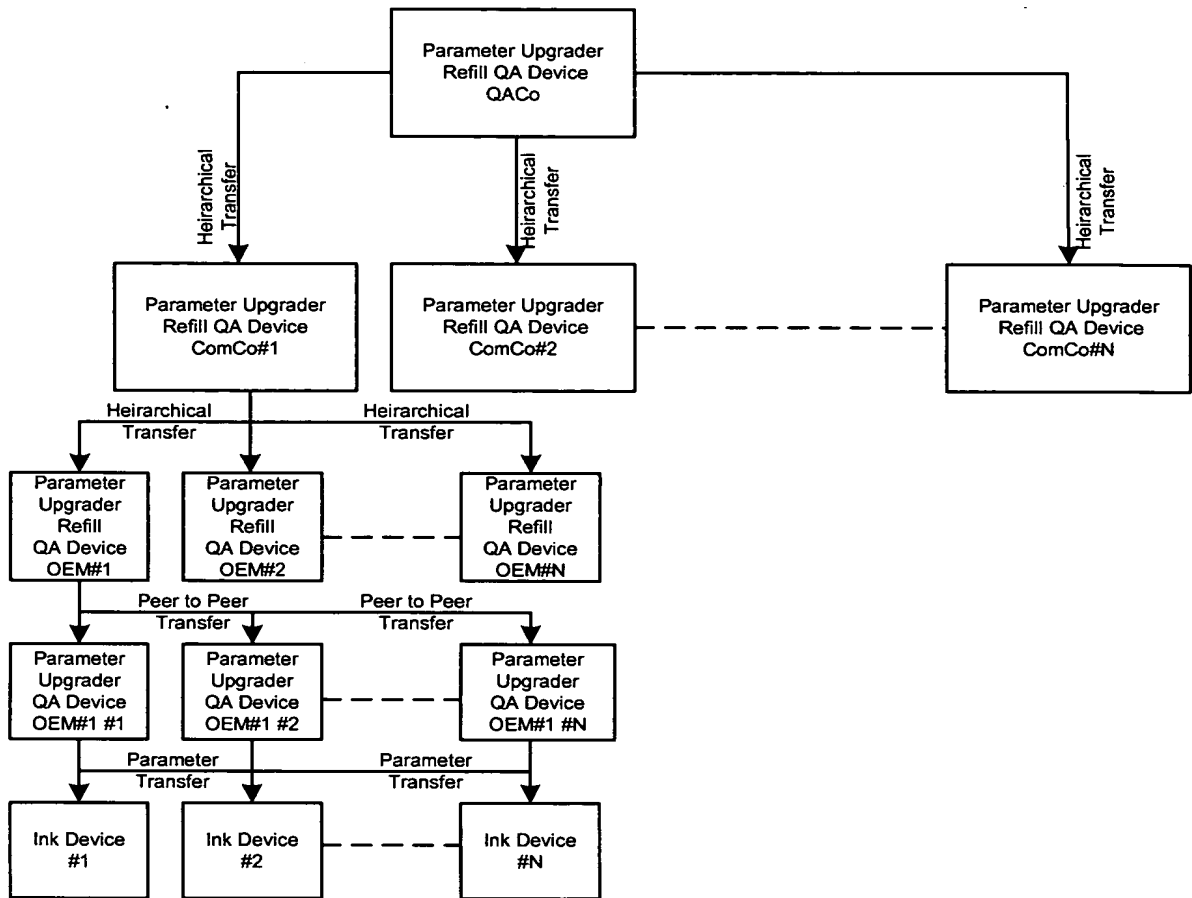 Parameter Upgrader
Refill QA Device
QACo
Heirarchical
Transfer
Heirarchical
Transfer
Heirarchical
Transfer
Parameter Upgrader
Refill QA Device
ComCo#1
Parameter Upgrader
Refill QA Device
ComCo#2
Parameter Upgrader
Refill QA Device
ComCo#N
Heirarchical
Transfer
Heirarchical
Transfer
Parameter
Upgrader
Refill
QA Device
OEM#1
Parameter
Upgrader
Refill
QA Device
OEM#2
Parameter
Upgrader
Refill
QA Device
OEM#N
Peer to Peer
Transfer
Peer to Peer
Transfer
Parameter
Upgrader
QA Device
OEM#1 #1
Parameter
Upgrader
QA Device
OEM#1 #2
Parameter
Upgrader
QA Device
OEM#1 #N
Parameter
Transfer
Parameter
Transfer
Ink Device
#1
Ink Device
#2
Ink Device
#N